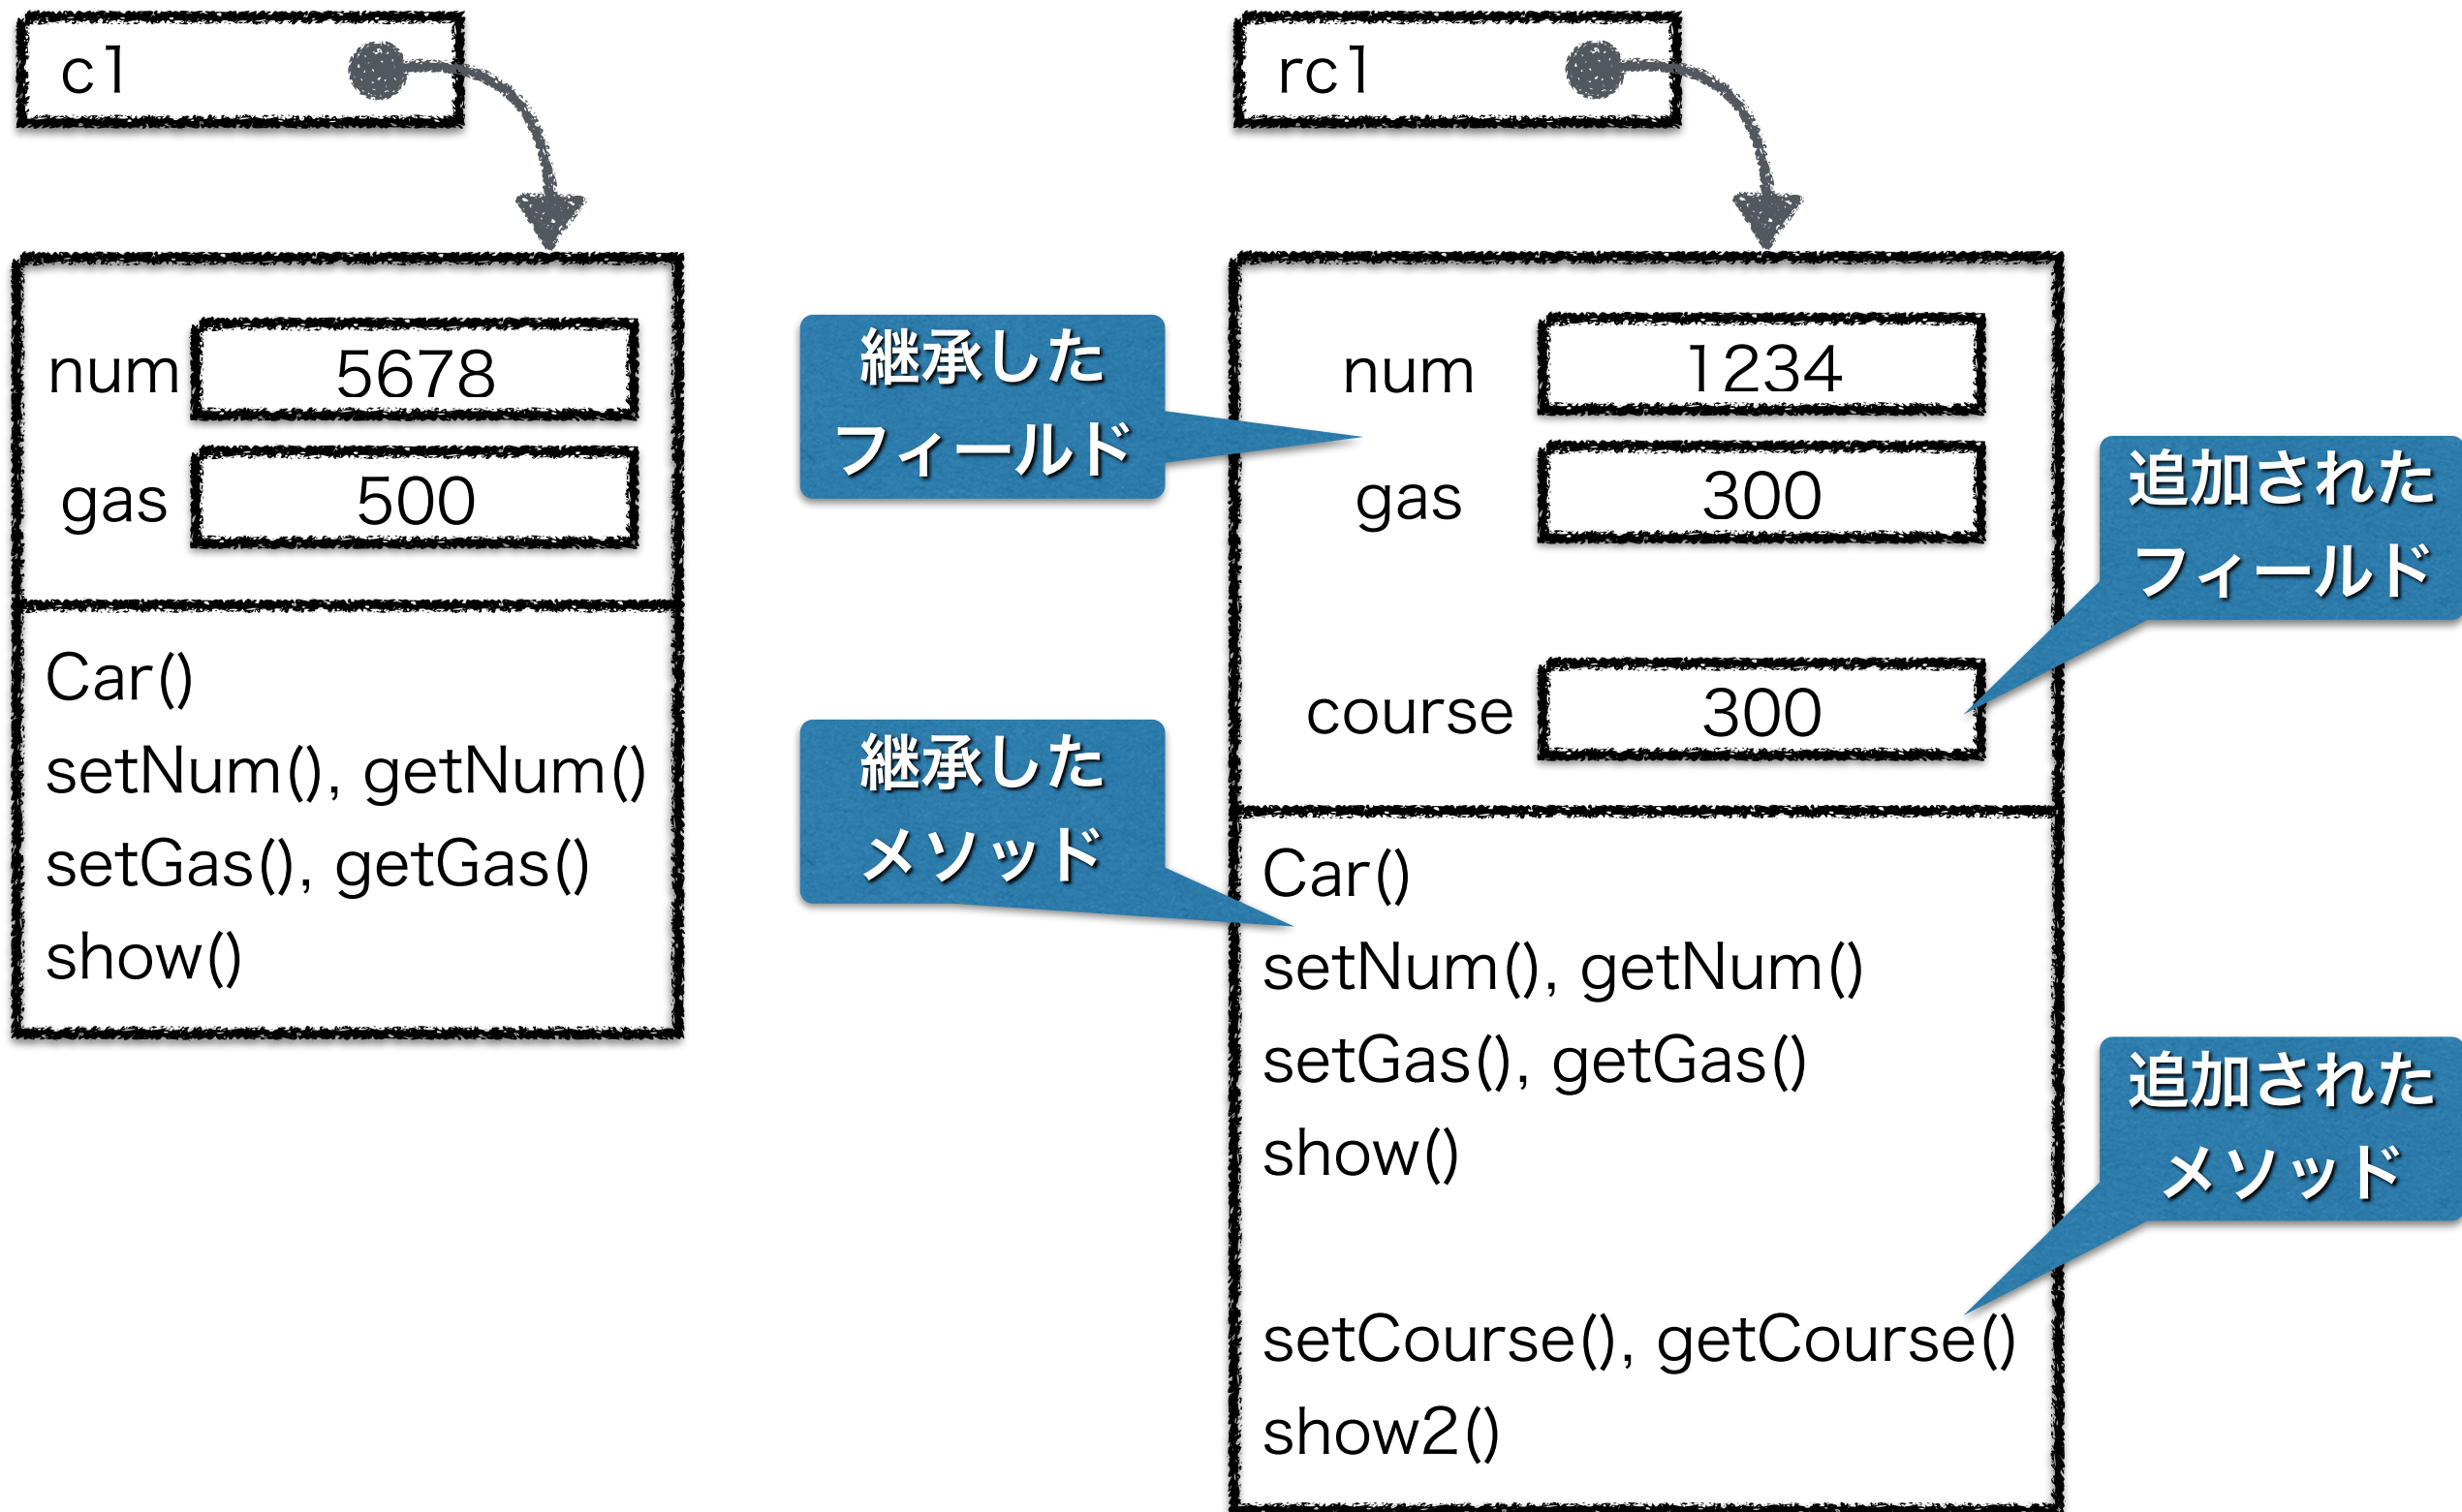 c1
num
5678
gas
500
Car()
setNum(), getNum()
setGas(), getGas()
show()
rc1
継承した
フィールド
num
1234
gas
300
追加された
フィールド
course
300
継承した
メソッド
Car()
setNum(), getNum()
setGas(), getGas()
show()
追加された
メソッド
setCourse(), getCourse()
show2()